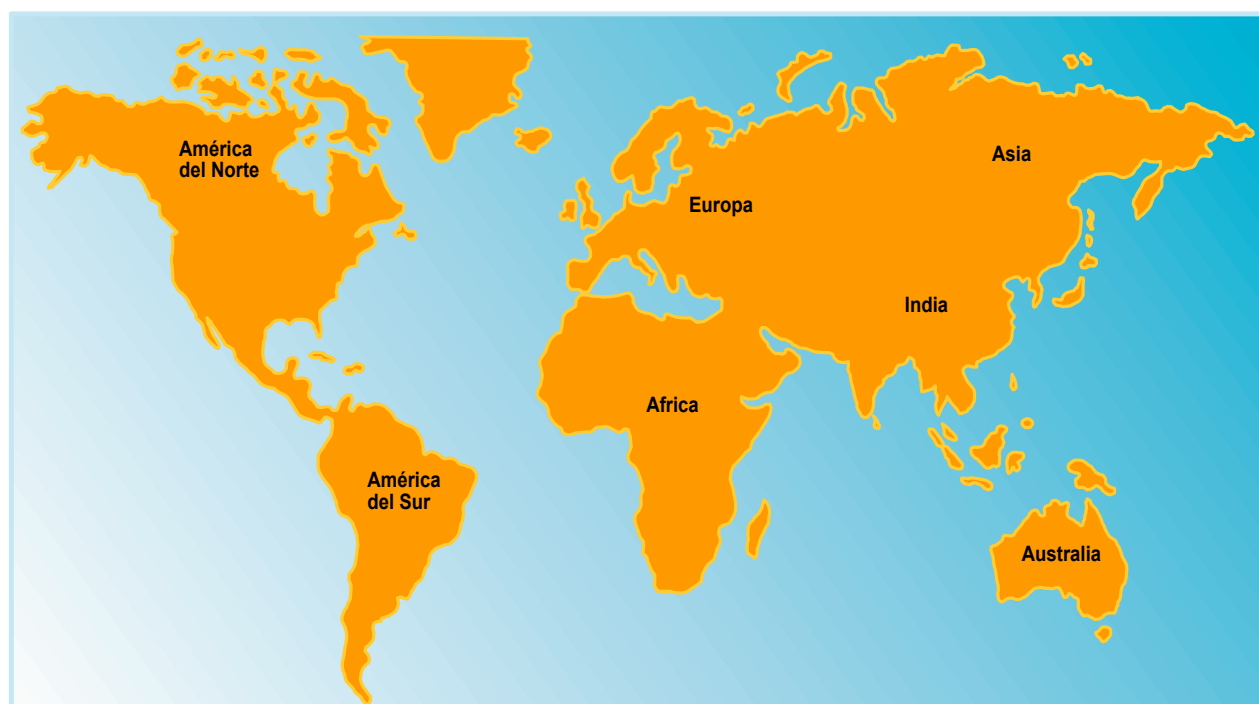 América
del Norte
Asia
Europa
India
Africa
América
del Sur
Australia